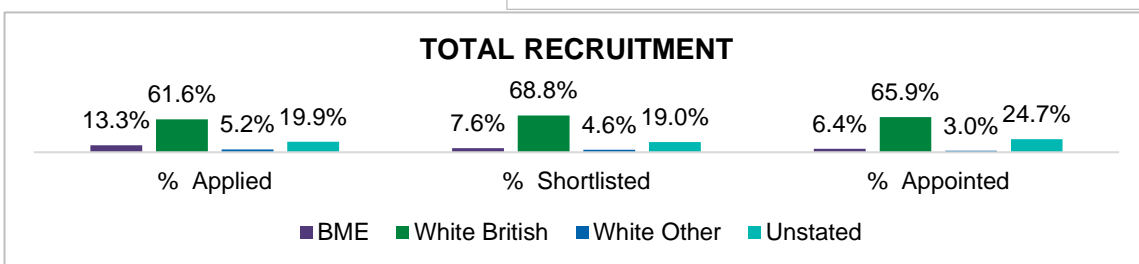 TOTAL RECRUITMENT
13.3% 61.6% 5.2% 19.9% 7.6% 68.8% 4.6% 19.0% 6.4% 65.9% 3.0% 24.7%
% Applied % Shortlisted % Appointed
BME White British White Other Unstated